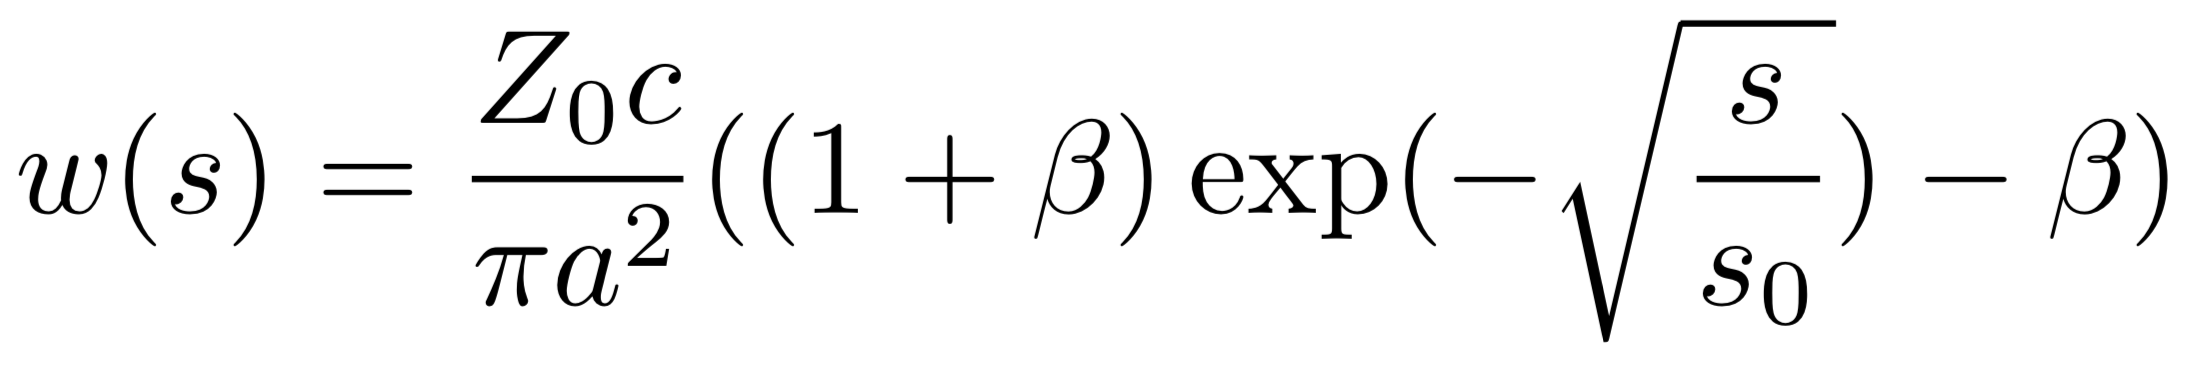 w(s) = \frac{Z_0 c}{\pi a^2}((1 + \beta) \exp(-\sqrt{\frac{s}{s_0}}) - \beta)